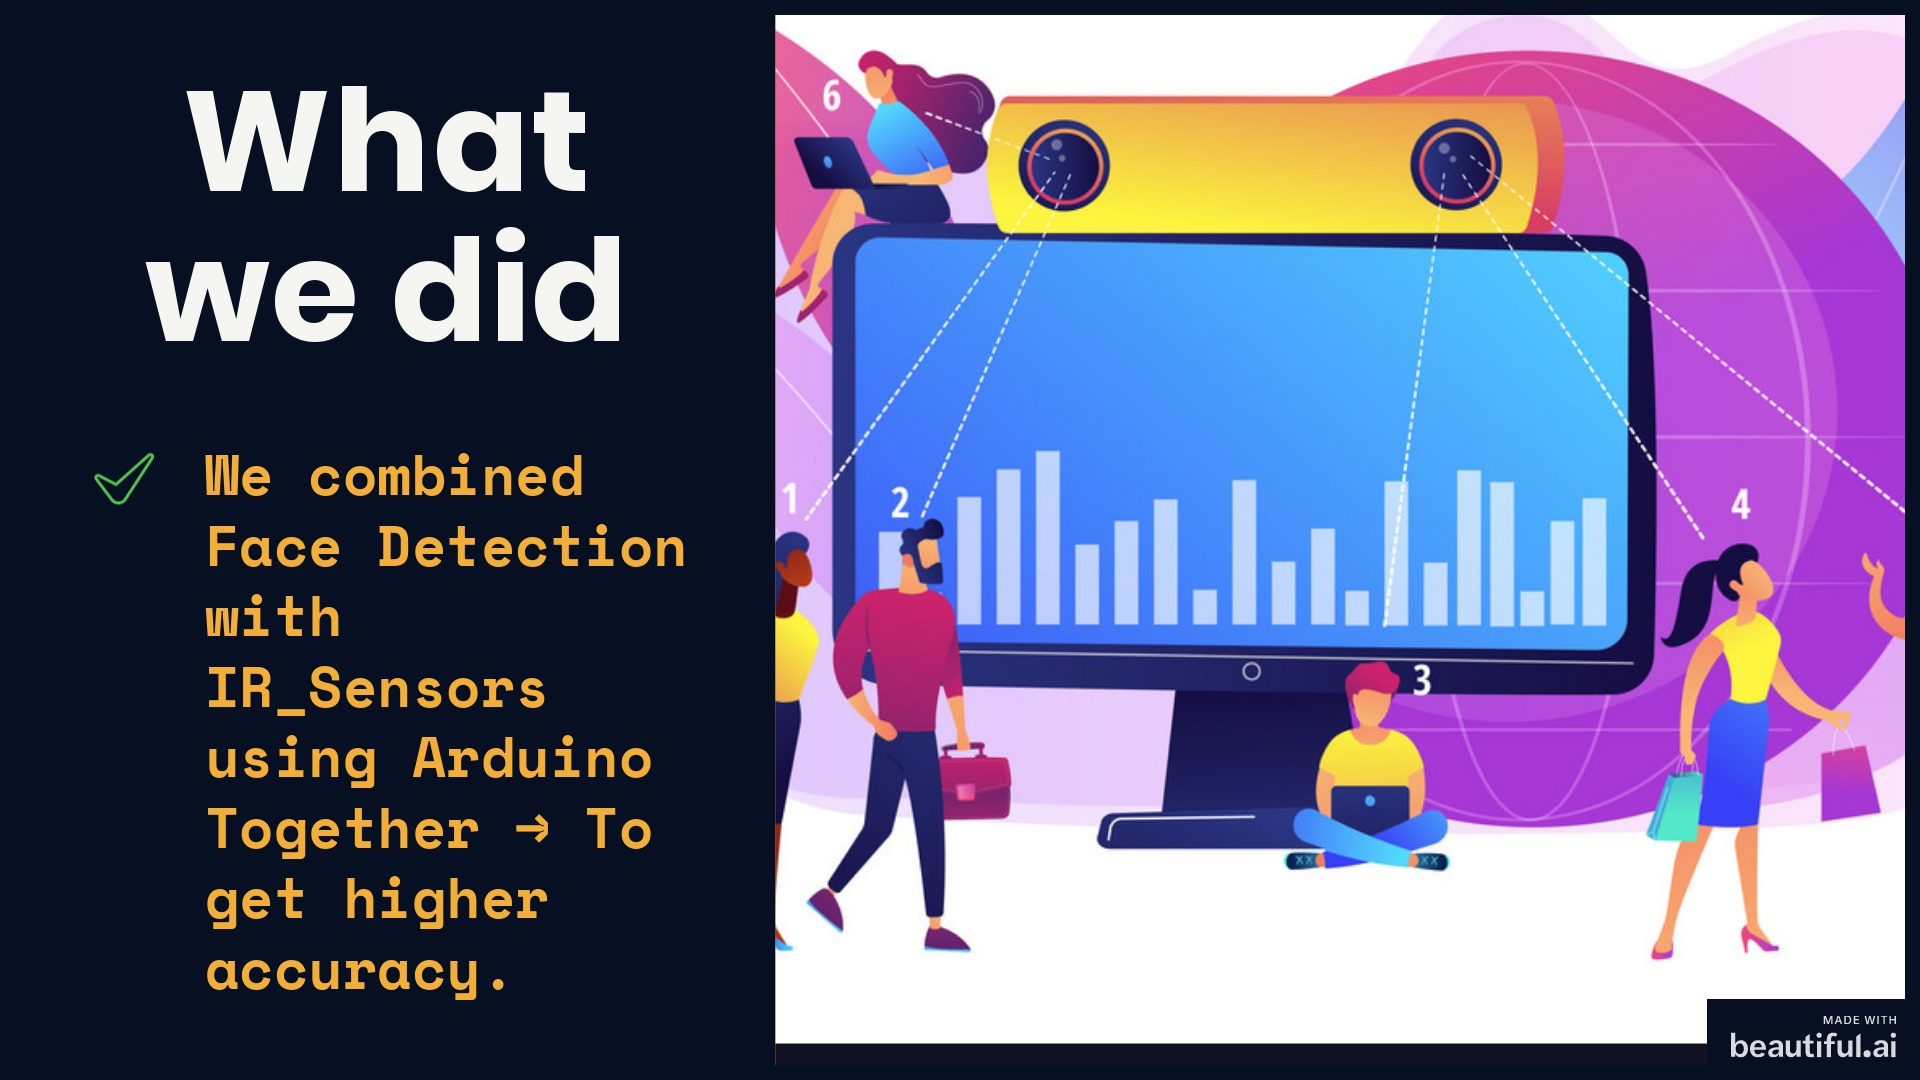 What
we did
We combined
Face Detection
with
IR_Sensors
using Arduino
Together → To
get higher
accuracy.
6
1
2
3
4
MADE WITH
beautiful.ai